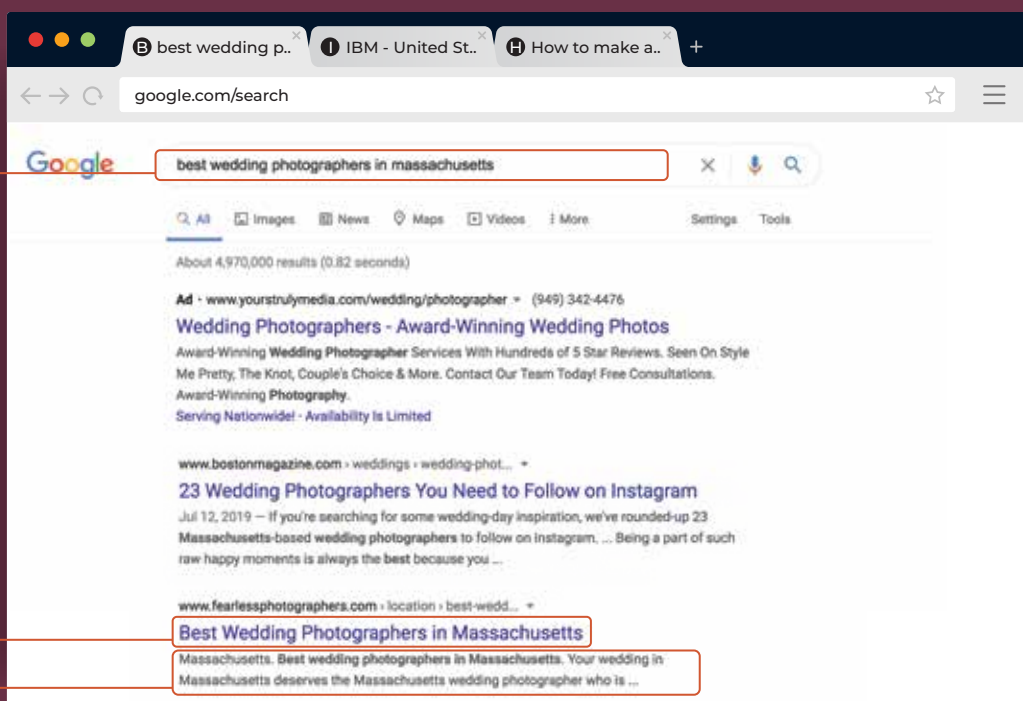 B best wedding p.. × I IBM - United St.. × H How to make a.. × +
google.com/search
Google best wedding photographers in massachusetts
All Images News Maps Videos More Settings Tools
About 4,970,000 results (0.82 seconds)
Ad · www.yourstrulymedia.com/wedding/photographer (949) 342-4476
Wedding Photographers - Award-Winning Wedding Photos
Award-Winning Wedding Photographer Services With Hundreds of 5 Star Reviews. Seen On Style
Me Pretty, The Knot, Couple's Choice & More. Contact Our Team Today! Free Consultations.
Award-Winning Photography.
Serving Nationwide! · Availability Is Limited
www.bostonmagazine.com › weddings › wedding-phot...
23 Wedding Photographers You Need to Follow on Instagram
Jul 12, 2019 — If you're searching for some wedding-day inspiration, we've rounded-up 23
Massachusetts-based wedding photographers to follow on Instagram. ... Being a part of such
raw happy moments is always the best because you ...
www.fearlessphotographers.com › location › best-wedd...
Best Wedding Photographers in Massachusetts
Massachusetts. Best wedding photographers in Massachusetts. Your wedding in
Massachusetts deserves the Massachusetts wedding photographer who is ...